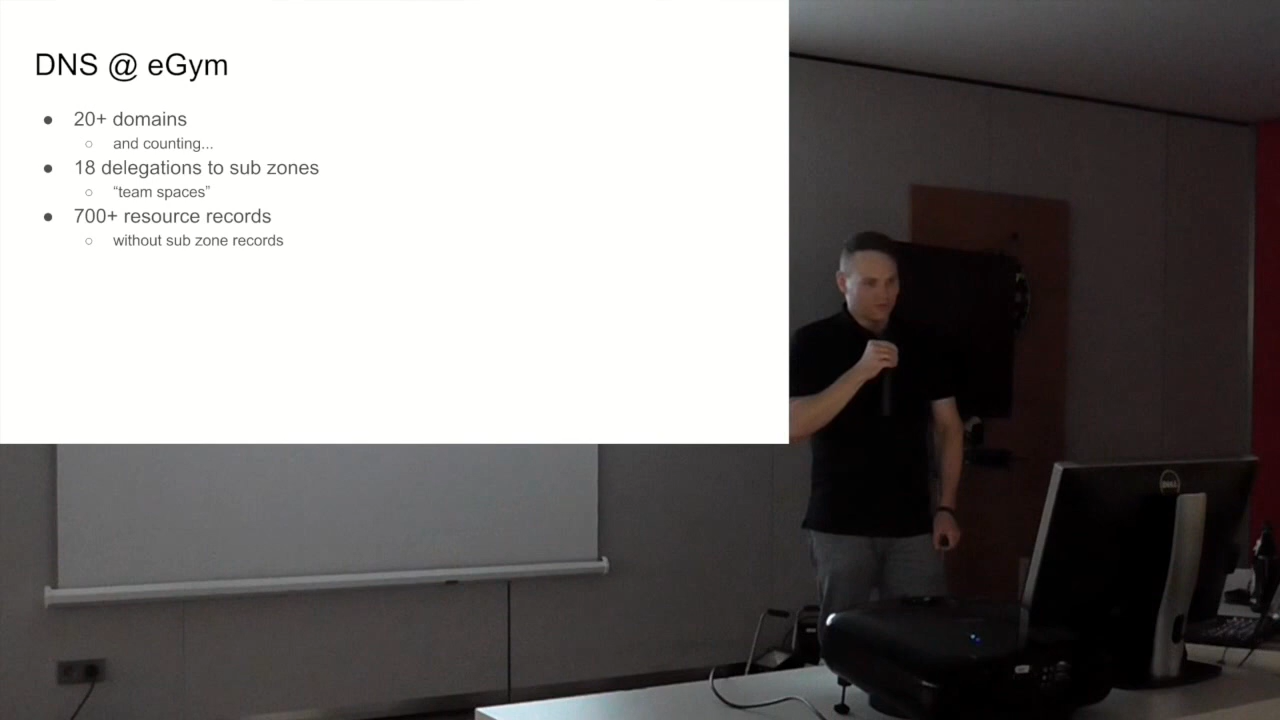 DNS @ eGym
● 20+ domains
○ and counting...
● 18 delegations to sub zones
○ “team spaces”
● 700+ resource records
○ without sub zone records
DELL